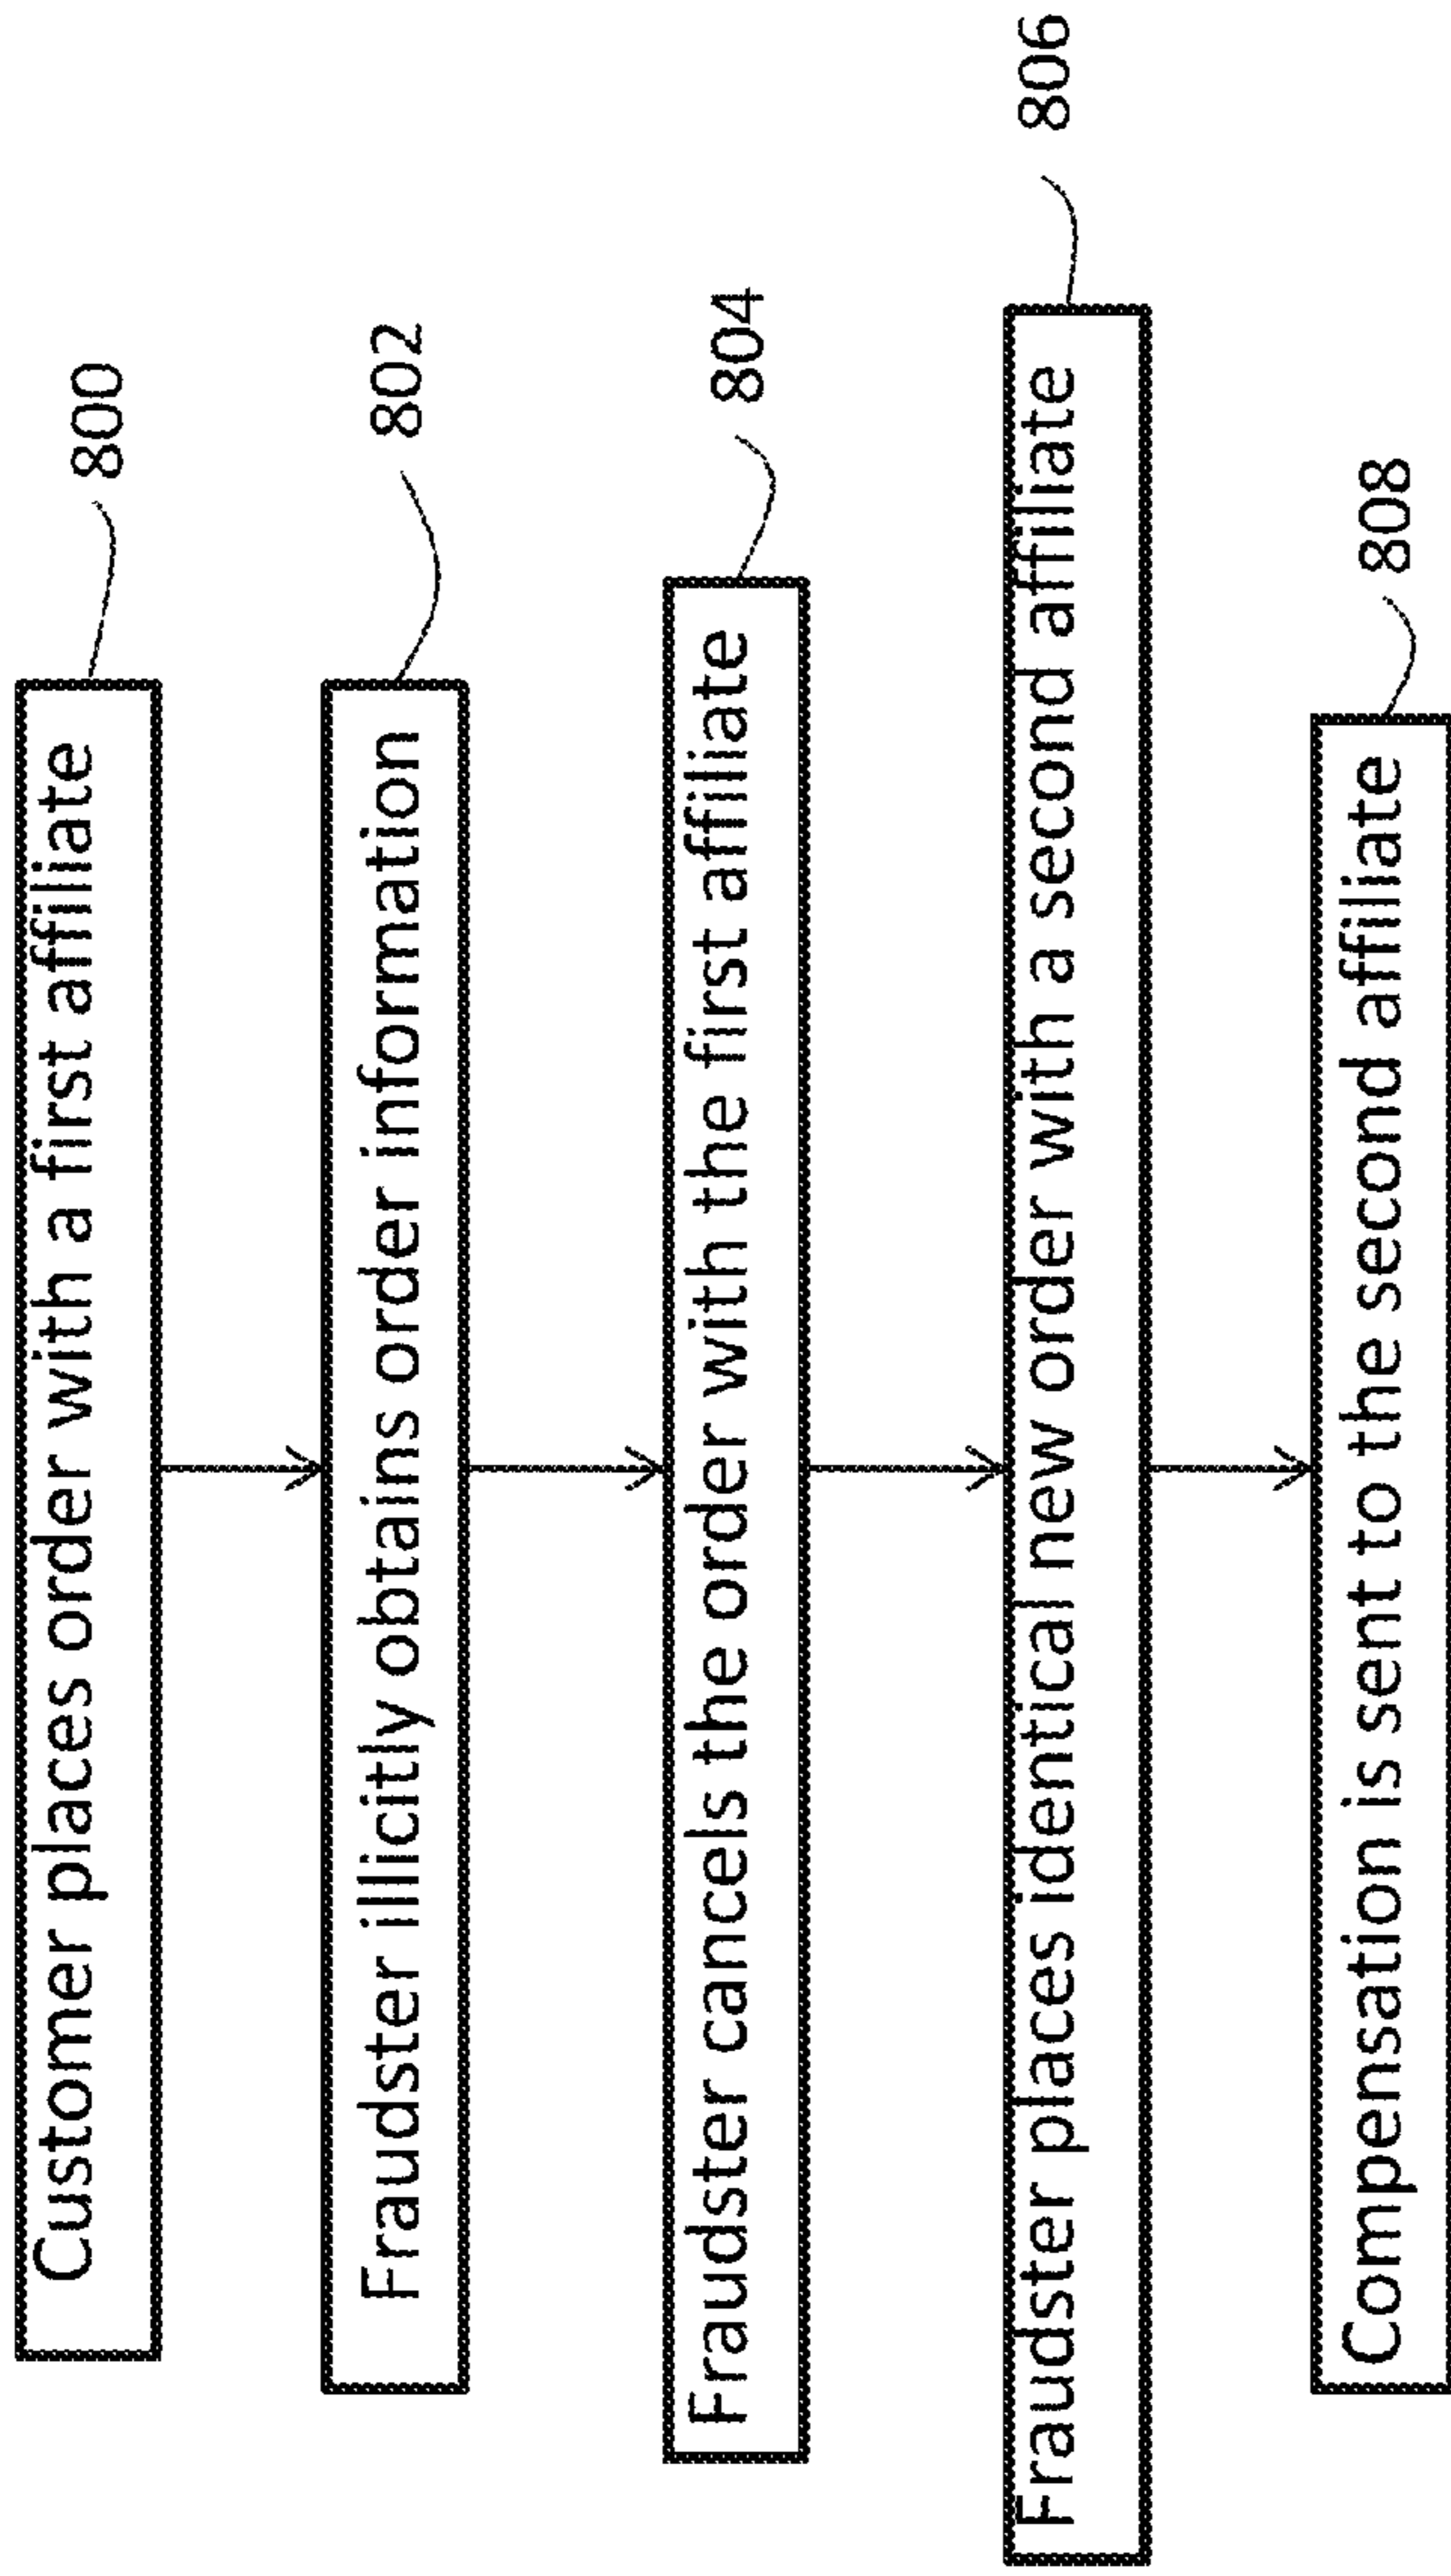 Customer places order with a first affiliate
800
Fraudster illicitly obtains order information
802
Fraudster cancels the order with the first affiliate
804
Fraudster places identical new order with a second affiliate
806
Compensation is sent to the second affiliate
808